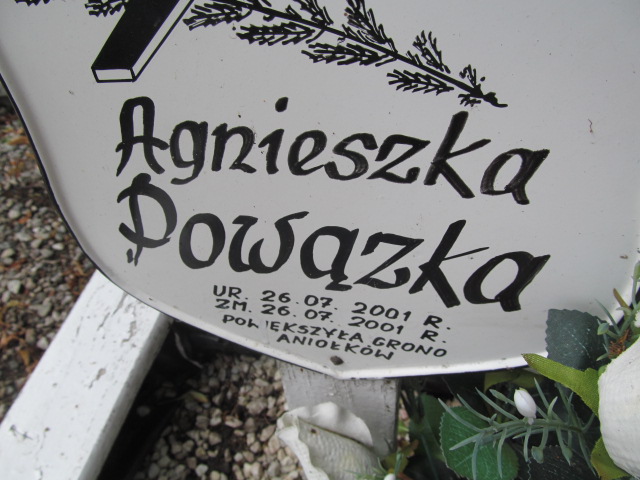 Agnieszka
Powązka
UR. 26.07. 2001 R.
ZM. 26.07. 2001 R.
POWIĘKSZYŁA GRONO
ANIOŁKÓW